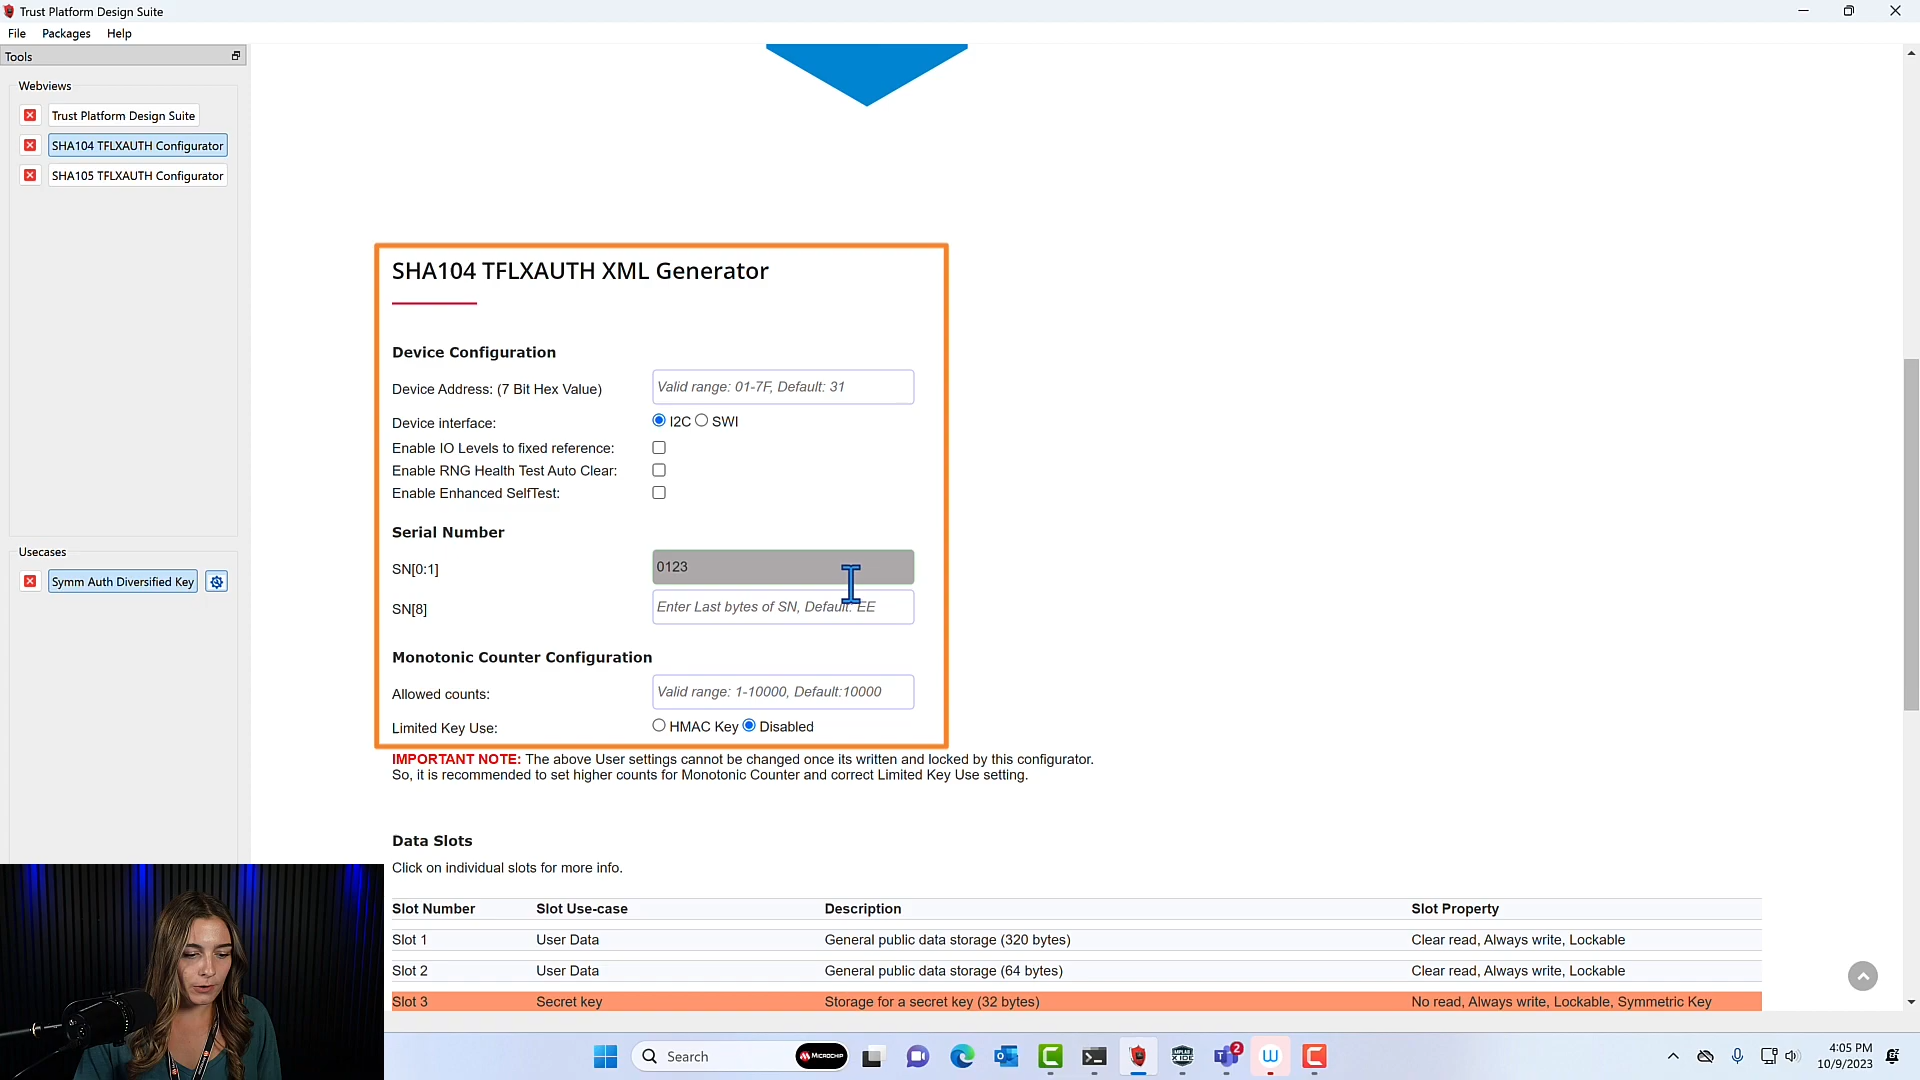 Trust Platform Design Suite
File Packages Help
Tools
Webviews
Trust Platform Design Suite
SHA104 TFLXAUTH Configurator
SHA105 TFLXAUTH Configurator
Usecases
Symm Auth Diversified Key
SHA104 TFLXAUTH XML Generator
Device Configuration
Device Address: (7 Bit Hex Value) Valid range: 01-7F, Default: 31
Device interface: I2C SWI
Enable IO Levels to fixed reference:
Enable RNG Health Test Auto Clear:
Enable Enhanced SelfTest:
Serial Number
SN[0:1] 0123
SN[8] Enter Last bytes of SN, Default: EE
Monotonic Counter Configuration
Allowed counts: Valid range: 1-10000, Default:10000
Limited Key Use: HMAC Key Disabled
IMPORTANT NOTE: The above User settings cannot be changed once its written and locked by this configurator.
So, it is recommended to set higher counts for Monotonic Counter and correct Limited Key Use setting.
Data Slots
Click on individual slots for more info.
Slot Number Slot Use-case Description Slot Property
Slot 1 User Data General public data storage (320 bytes) Clear read, Always write, Lockable
Slot 2 User Data General public data storage (64 bytes) Clear read, Always write, Lockable
Slot 3 Secret key Storage for a secret key (32 bytes) No read, Always write, Lockable, Symmetric Key
Search MICROCHIP 2 4:05 PM
10/9/2023